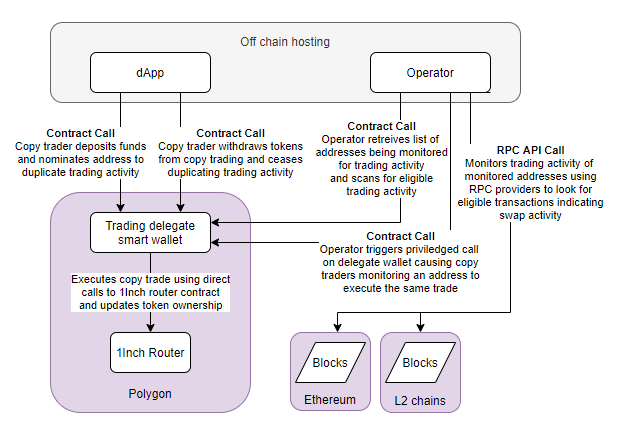 Off chain hosting
dApp
Operator
Contract Call
Copy trader deposits funds
and nominates address to
duplicate trading activity
Contract Call
Copy trader withdraws tokens
from copy trading and ceases
duplicating trading activity
Contract Call
Operator retreives list of
addresses being monitored
for trading activity
and scans for eligible
trading activity
RPC API Call
Monitors trading activity of
monitored addresses using
RPC providers to look for
eligible transactions indicating
swap activity
Trading delegate
smart wallet
Contract Call
Operator triggers priviledged call
on delegate wallet causing copy
traders monitoring an address to
execute the same trade
Executes copy trade using direct
calls to 1Inch router contract
and updates token ownership
1Inch Router
Polygon
Blocks
Ethereum
Blocks
L2 chains